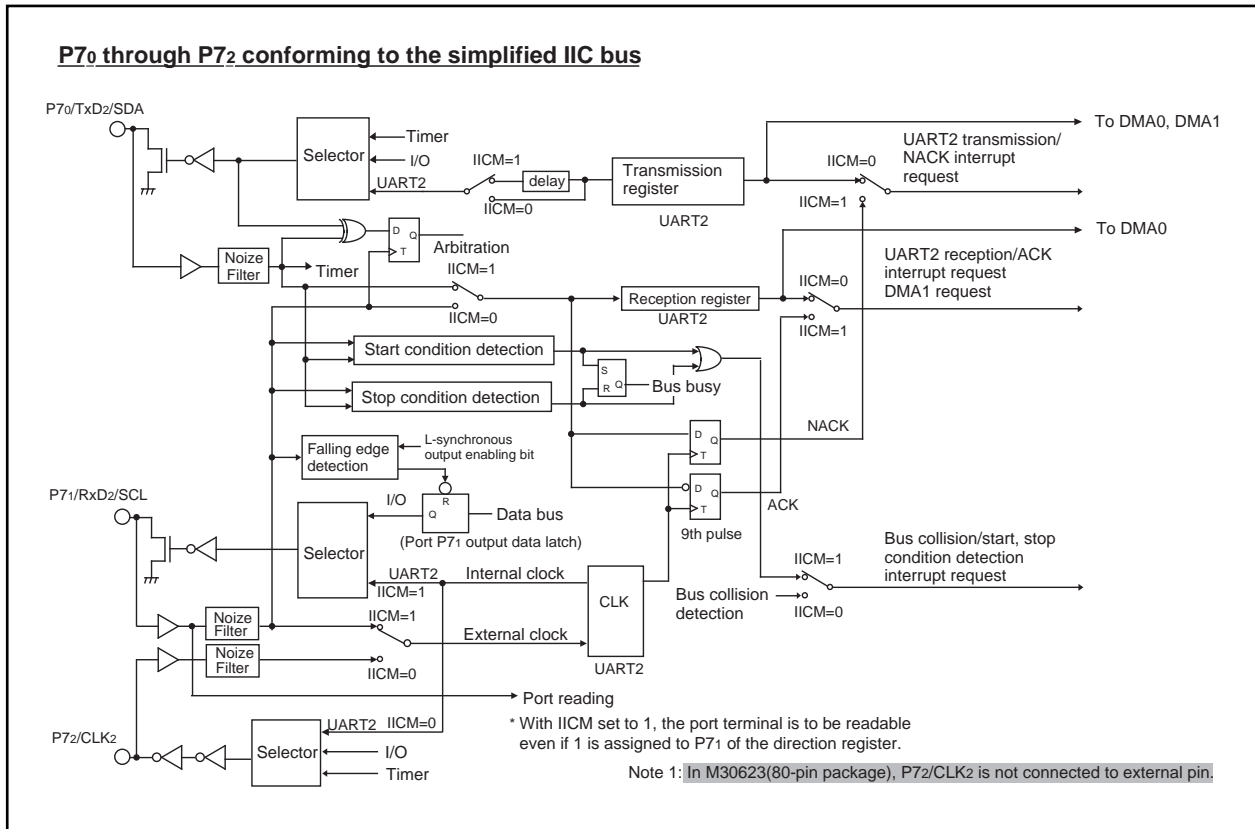 P70 through P72 conforming to the simplified IIC bus
P70/TxD2/SDA
Selector
Timer
I/O
UART2
IICM=1
delay
IICM=0
Transmission
register
UART2
To DMA0, DMA1
IICM=0
UART2 transmission/
NACK interrupt
request
IICM=1
D
Q
T
Arbitration
Noize
Filter
Timer
To DMA0
IICM=1
IICM=0
Reception register
UART2
UART2 reception/ACK
interrupt request
DMA1 request
IICM=0
IICM=1
Start condition detection
S
R
Q
Bus busy
Stop condition detection
NACK
D
Q
T
Falling edge
detection
L-synchronous
output enabling bit
D
Q
T
ACK
9th pulse
P71/RxD2/SCL
I/O
R
Q
Data bus
(Port P71 output data latch)
Selector
UART2
IICM=1
Internal clock
CLK
UART2
Bus collision/start, stop
condition detection
interrupt request
IICM=1
Bus collision
detection
IICM=0
Noize
Filter
IICM=1
External clock
Noize
Filter
IICM=0
Port reading
* With IICM set to 1, the port terminal is to be readable
even if 1 is assigned to P71 of the direction register.
P72/CLK2
Selector
UART2
IICM=0
I/O
Timer
Note 1: In M30623(80-pin package), P72/CLK2 is not connected to external pin.